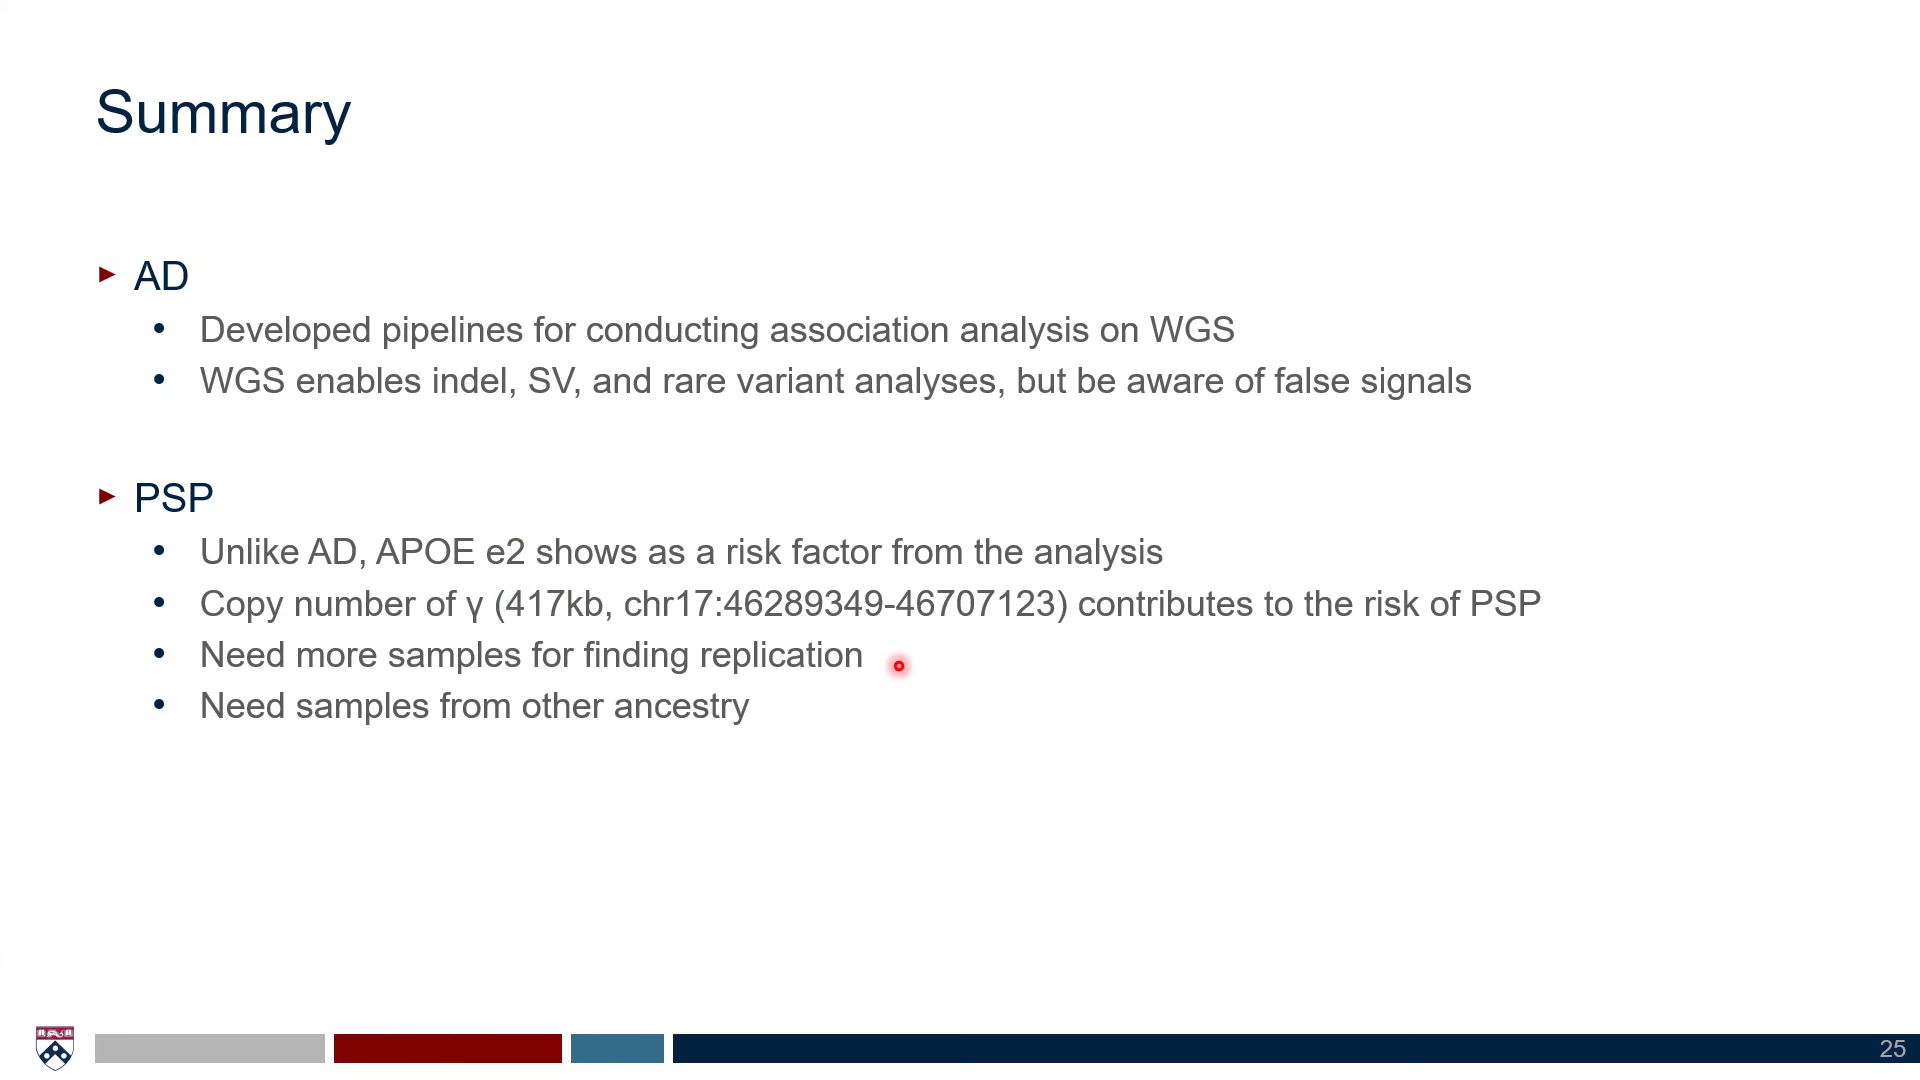 Summary
AD
Developed pipelines for conducting association analysis on WGS
WGS enables indel, SV, and rare variant analyses, but be aware of false signals
PSP
Unlike AD, APOE e2 shows as a risk factor from the analysis
Copy number of γ (417kb, chr17:46289349-46707123) contributes to the risk of PSP
Need more samples for finding replication
Need samples from other ancestry
25